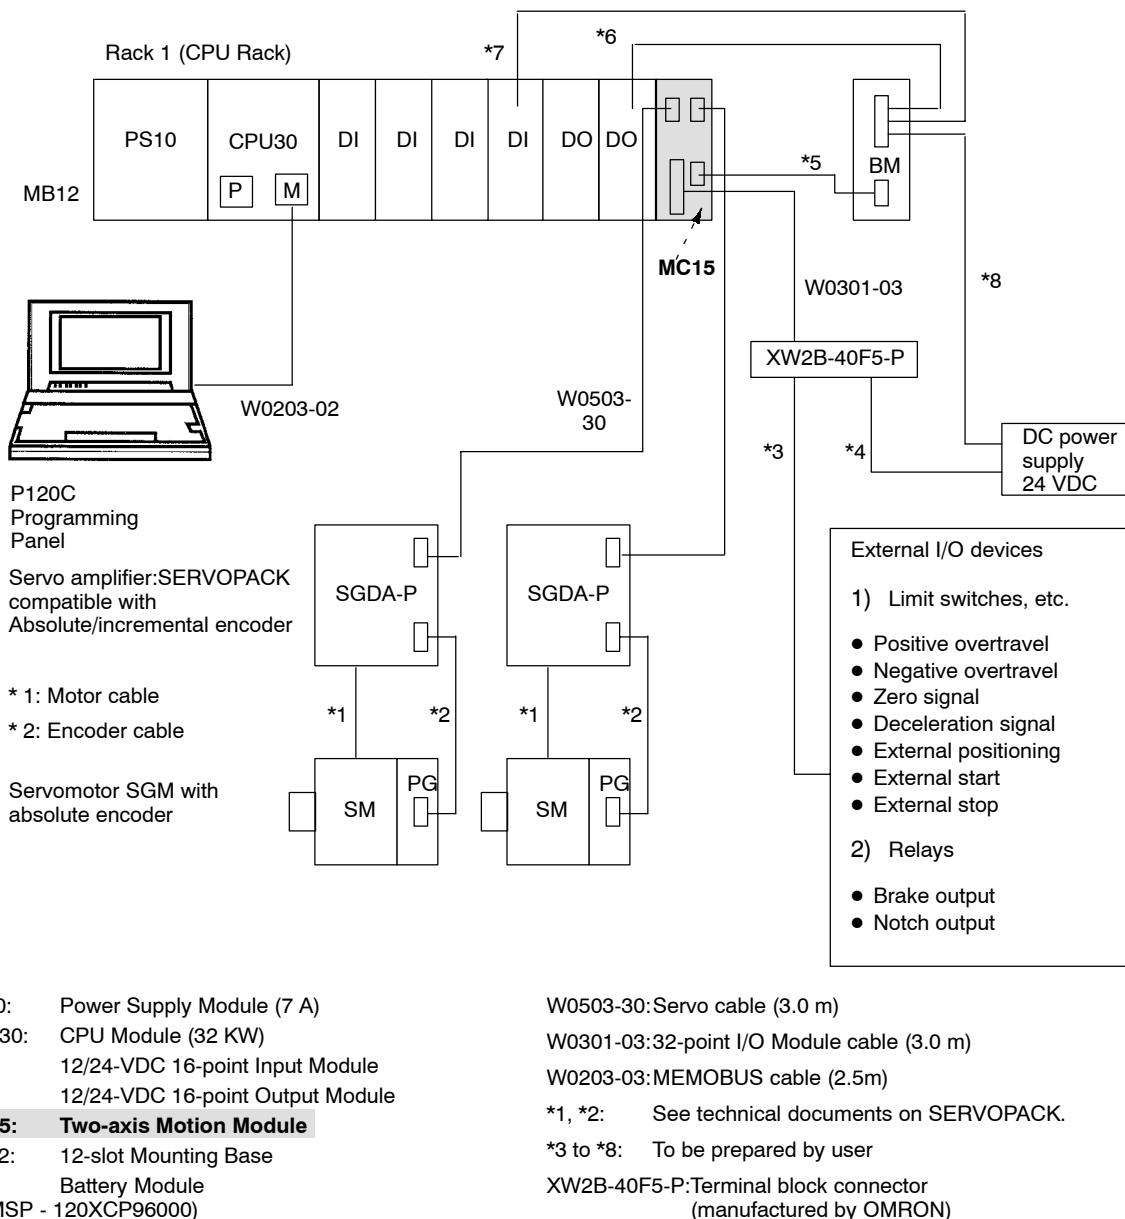 Rack 1 (CPU Rack)
*7
*6
PS10
CPU30
DI
DI
DI
DI
DO
DO
P
M
MB12
*5
BM
MC15
W0301-03
*8
XW2B-40F5-P
W0203-02
W0503-
30
*3
*4
DC power
supply
24 VDC
P120C
Programming
Panel
Servo amplifier:SERVOPACK
compatible with
Absolute/incremental encoder
SGDA-P
SGDA-P
* 1: Motor cable
* 2: Encoder cable
*1
*2
*1
*2
Servomotor SGM with
absolute encoder
SM
PG
SM
PG
External I/O devices
1) Limit switches, etc.
● Positive overtravel
● Negative overtravel
● Zero signal
● Deceleration signal
● External positioning
● External start
● External stop
2) Relays
● Brake output
● Notch output
0: Power Supply Module (7 A)
30: CPU Module (32 KW)
12/24-VDC 16-point Input Module
12/24-VDC 16-point Output Module
5: Two-axis Motion Module
2: 12-slot Mounting Base
Battery Module
MSP - 120XCP96000)
W0503-30:Servo cable (3.0 m)
W0301-03:32-point I/O Module cable (3.0 m)
W0203-03:MEMOBUS cable (2.5m)
*1, *2: See technical documents on SERVOPACK.
*3 to *8: To be prepared by user
XW2B-40F5-P:Terminal block connector
(manufactured by OMRON)